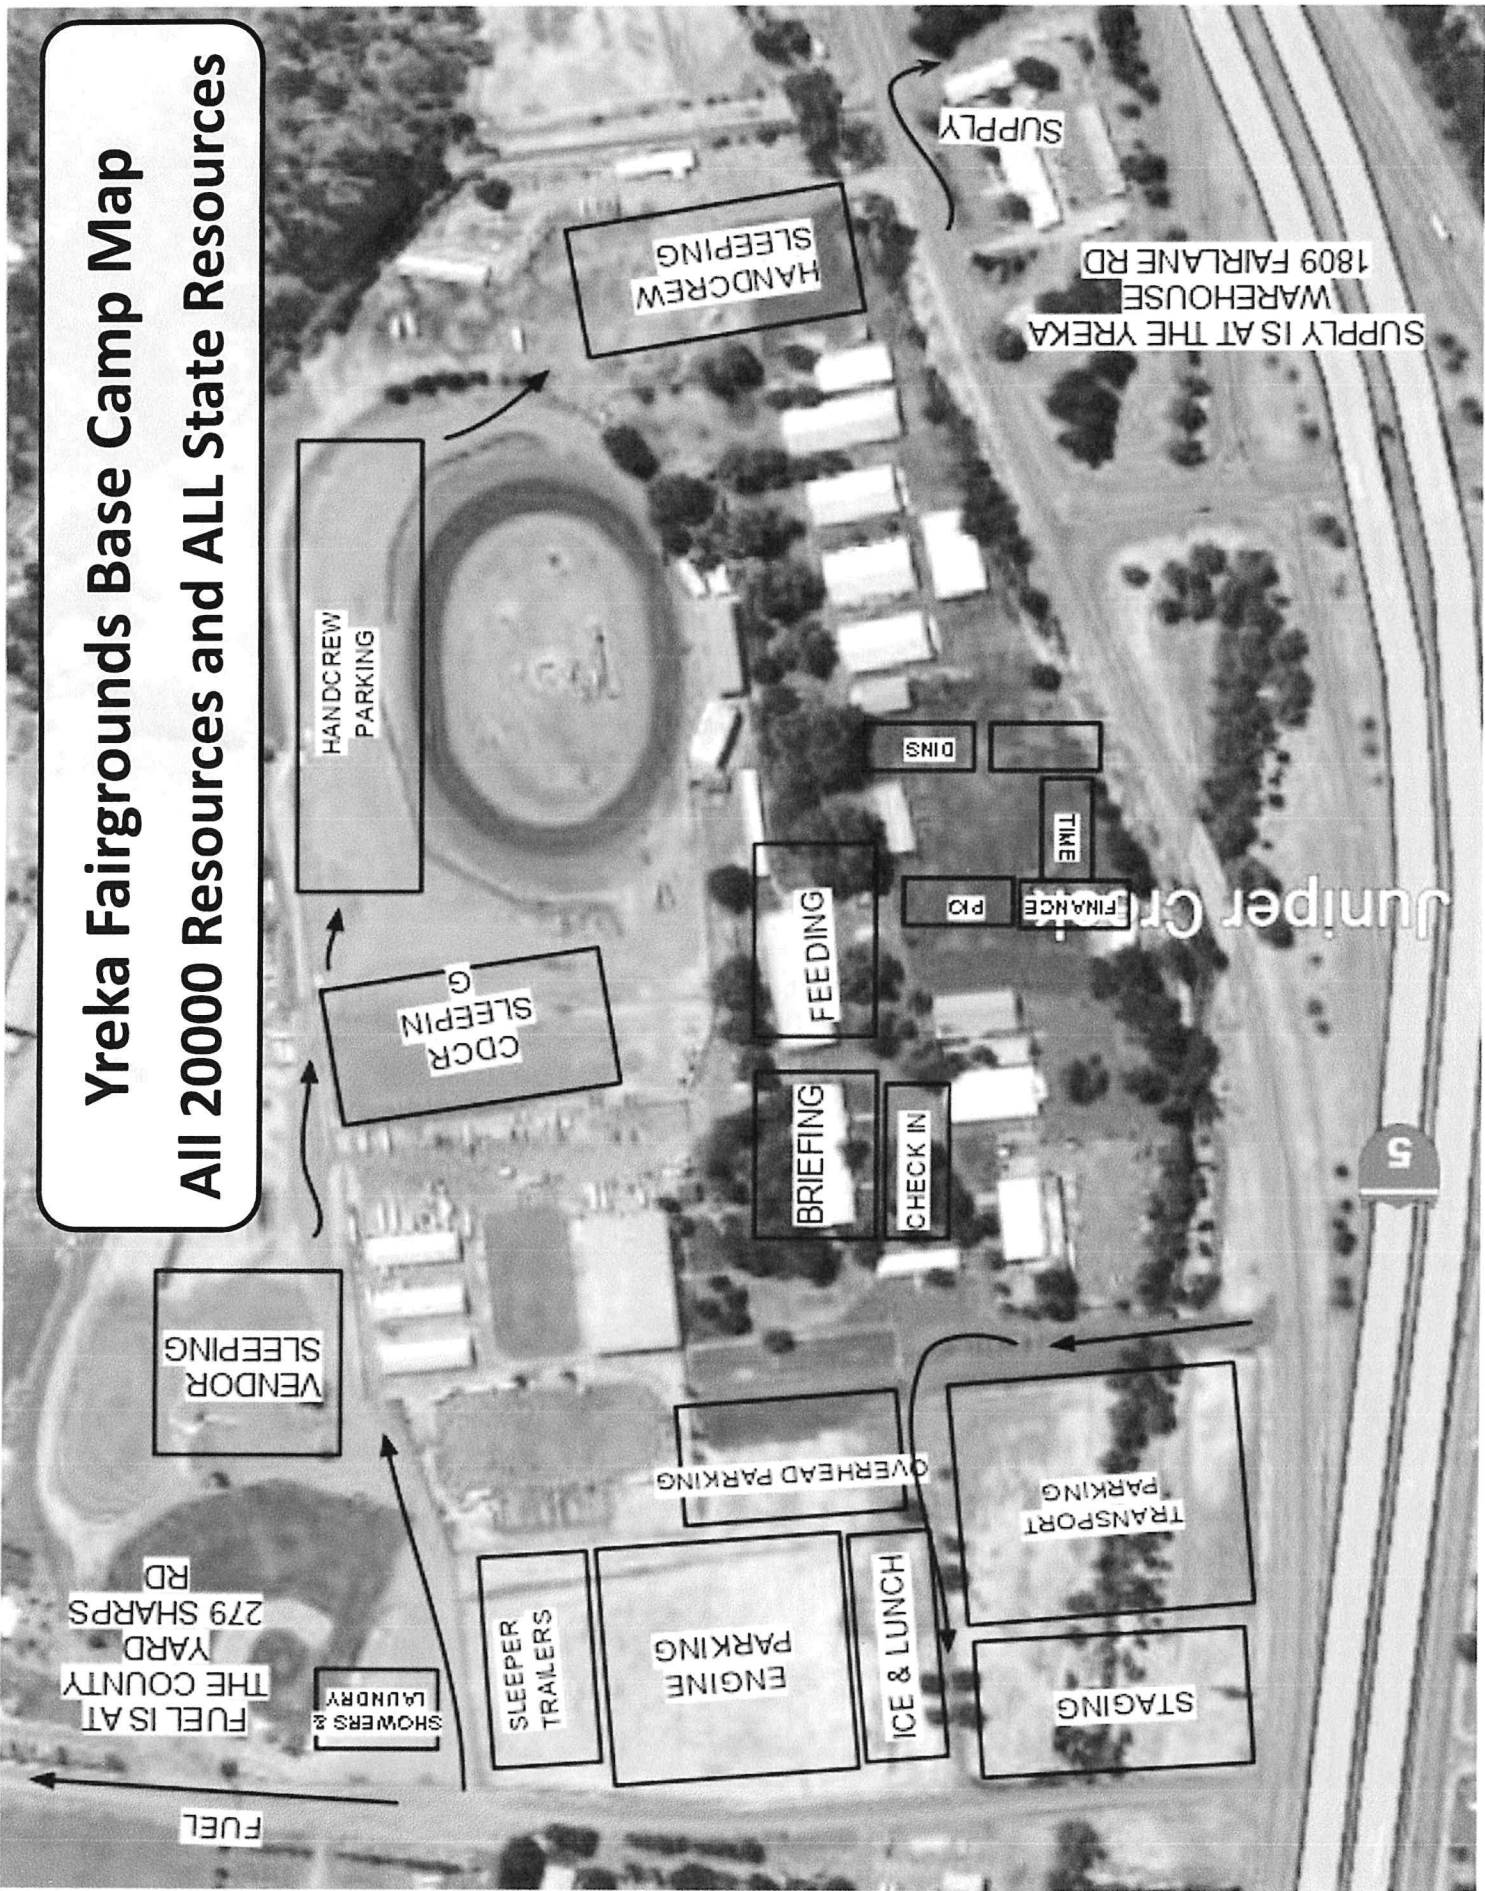 Yreka Fairgrounds Base Camp Map
All 20000 Resources and ALL State Resources
FUEL
FUEL IS AT
THE COUNTY
YARD
279 SHARPS
RD
SHOWERS &
LAUNDRY
VENDOR
SLEEPING
SLEEPER
TRAILERS
ENGINE
PARKING
ICE & LUNCH
STAGING
TRANSPORT
PARKING
OVERHEAD PARKING
CDCR
SLEEPIN
G
HANDCREW
PARKING
BRIEFING
CHECK IN
FEEDING
PIO
FINANCE
TIME
DINS
Juniper Creek
HANDCREW
SLEEPING
SUPPLY
SUPPLY IS AT THE YREKA
WAREHOUSE
1809 FAIRLANE RD
5